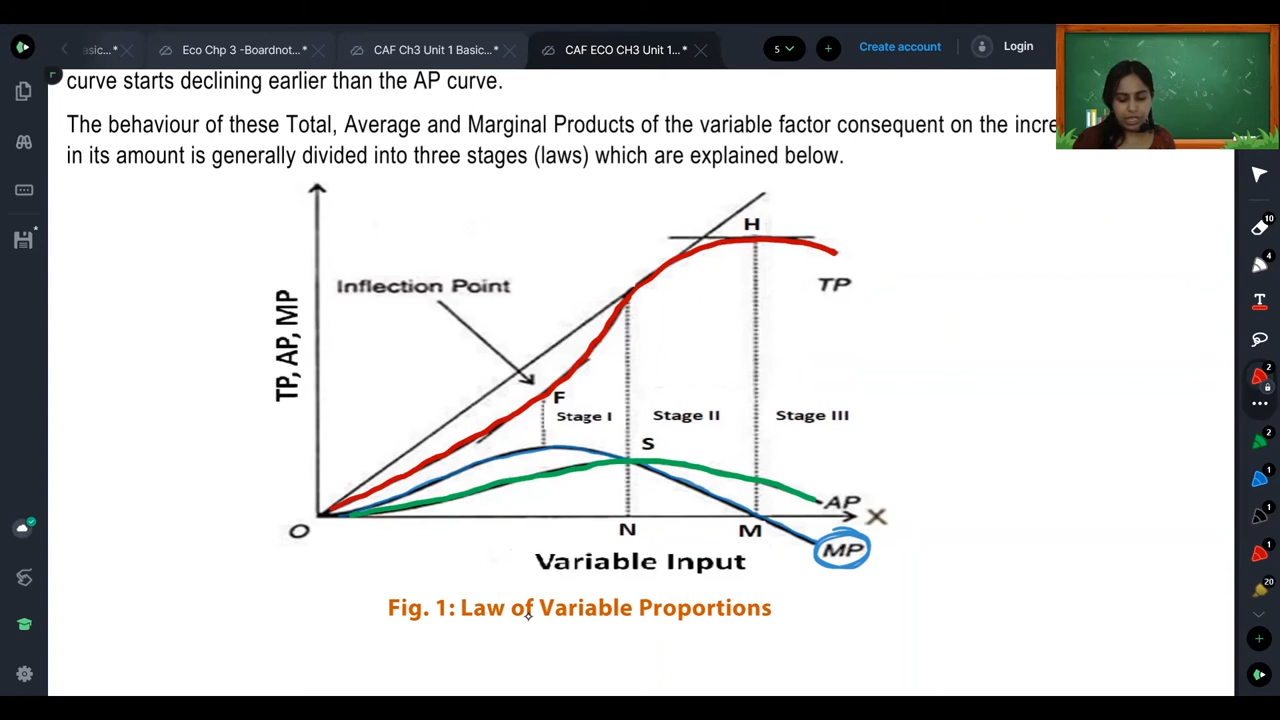 asic...*
Eco Chp 3 -Boardnot...*
CAF Ch3 Unit 1 Basic...*
CAF ECO CH3 Unit 1...*
5
Create account
Login
curve starts declining earlier than the AP curve.
The behaviour of these Total, Average and Marginal Products of the variable factor consequent on the incre
in its amount is generally divided into three stages (laws) which are explained below.
H
Inflection Point
TP
TP, AP, MP
F
Stage I
Stage II
Stage III
S
AP
X
O
N
M
MP
Variable Input
Fig. 1: Law of Variable Proportions
10
4
T
2
2
1
1
1
20